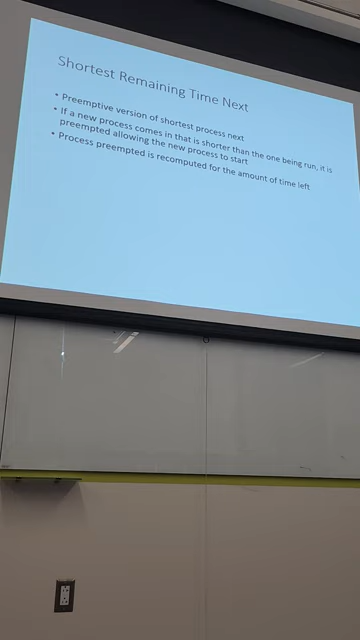 Shortest Remaining Time Next
• Preemptive version of shortest process next
• If a new process comes in that is shorter than the one being run, it is
preempted allowing the new process to start
• Process preempted is recomputed for the amount of time left